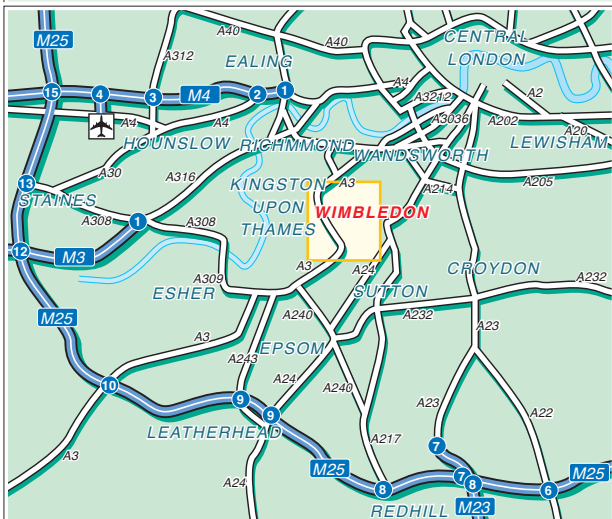 A40
A40
CENTRAL
LONDON
M25
A312
EALING
15
4
3
M4
2
1
A4
A3212
A2
A4
A4
A3036
A202
A20
HOUNSLOW
RICHMMOND
WANDSWORTH
LEWISHAM
A30
A316
13
STAINES
KINGSTON
UPON
THAMES
A3
WIMBLEDON
A214
A205
A308
1
A308
12
M3
A309
A3
A24
CROYDON
A232
ESHER
SUTTON
M25
A240
A232
A3
A243
EPSOM
A23
A24
A240
10
9
9
A23
A22
LEATHERHEAD
A217
7
A3
M25
7
M25
A24
8
8
6
REDHILL
M23